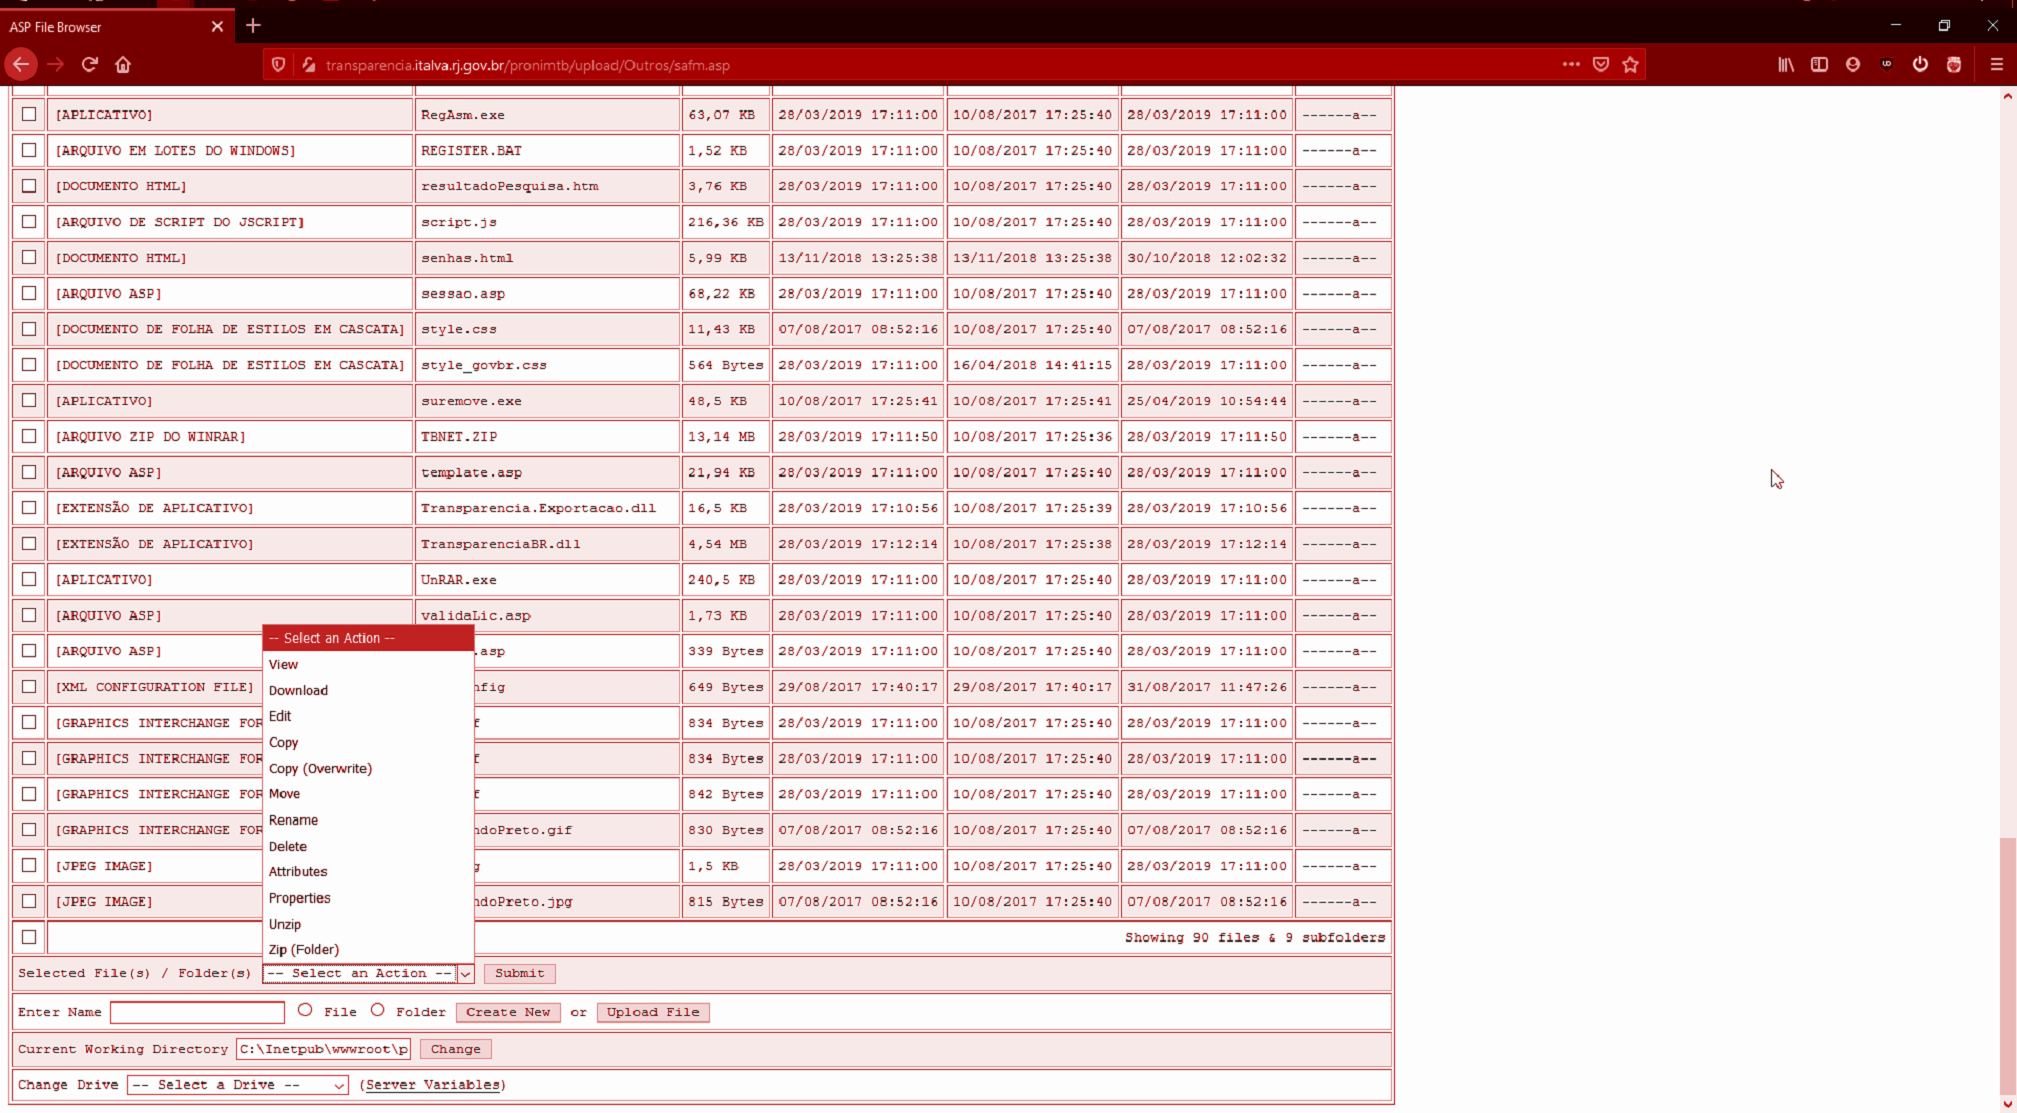 ASP File Browser
transparencia.italva.rj.gov.br/pronimtb/upload/Outros/safm.asp
[APLICATIVO] RegAsm.exe 63,07 KB 28/03/2019 17:11:00 10/08/2017 17:25:40 28/03/2019 17:11:00 ------a--
[ARQUIVO EM LOTES DO WINDOWS] REGISTER.BAT 1,52 KB 28/03/2019 17:11:00 10/08/2017 17:25:40 28/03/2019 17:11:00 ------a--
[DOCUMENTO HTML] resultadoPesquisa.htm 3,76 KB 28/03/2019 17:11:00 10/08/2017 17:25:40 28/03/2019 17:11:00 ------a--
[ARQUIVO DE SCRIPT DO JSCRIPT] script.js 216,36 KB 28/03/2019 17:11:00 10/08/2017 17:25:40 28/03/2019 17:11:00 ------a--
[DOCUMENTO HTML] senhas.html 5,99 KB 13/11/2018 13:25:38 13/11/2018 13:25:38 30/10/2018 12:02:32 ------a--
[ARQUIVO ASP] sessao.asp 68,22 KB 28/03/2019 17:11:00 10/08/2017 17:25:40 28/03/2019 17:11:00 ------a--
[DOCUMENTO DE FOLHA DE ESTILOS EM CASCATA] style.css 11,43 KB 07/08/2017 08:52:16 10/08/2017 17:25:40 07/08/2017 08:52:16 ------a--
[DOCUMENTO DE FOLHA DE ESTILOS EM CASCATA] style_govbr.css 564 Bytes 28/03/2019 17:11:00 16/04/2018 14:41:15 28/03/2019 17:11:00 ------a--
[APLICATIVO] suremove.exe 48,5 KB 10/08/2017 17:25:41 10/08/2017 17:25:41 25/04/2019 10:54:44 ------a--
[ARQUIVO ZIP DO WINRAR] TBNET.ZIP 13,14 MB 28/03/2019 17:11:50 10/08/2017 17:25:36 28/03/2019 17:11:50 ------a--
[ARQUIVO ASP] template.asp 21,94 KB 28/03/2019 17:11:00 10/08/2017 17:25:40 28/03/2019 17:11:00 ------a--
[EXTENSÃO DE APLICATIVO] Transparencia.Exportacao.dll 16,5 KB 28/03/2019 17:10:56 10/08/2017 17:25:39 28/03/2019 17:10:56 ------a--
[EXTENSÃO DE APLICATIVO] TransparenciaBR.dll 4,54 MB 28/03/2019 17:12:14 10/08/2017 17:25:38 28/03/2019 17:12:14 ------a--
[APLICATIVO] UnRAR.exe 240,5 KB 28/03/2019 17:11:00 10/08/2017 17:25:40 28/03/2019 17:11:00 ------a--
[ARQUIVO ASP] validaLic.asp 1,73 KB 28/03/2019 17:11:00 10/08/2017 17:25:40 28/03/2019 17:11:00 ------a--
-- Select an Action --
[ARQUIVO ASP] .asp 339 Bytes 28/03/2019 17:11:00 10/08/2017 17:25:40 28/03/2019 17:11:00 ------a--
View
[XML CONFIGURATION FILE] nfig 649 Bytes 29/08/2017 17:40:17 29/08/2017 17:40:17 31/08/2017 11:47:26 ------a--
Download
Edit
[GRAPHICS INTERCHANGE FOR f 834 Bytes 28/03/2019 17:11:00 10/08/2017 17:25:40 28/03/2019 17:11:00 ------a--
Copy
[GRAPHICS INTERCHANGE FOR f 834 Bytes 28/03/2019 17:11:00 10/08/2017 17:25:40 28/03/2019 17:11:00 ------a--
Copy (Overwrite)
[GRAPHICS INTERCHANGE FOR f 842 Bytes 28/03/2019 17:11:00 10/08/2017 17:25:40 28/03/2019 17:11:00 ------a--
Move
Rename
[GRAPHICS INTERCHANGE FOR ndoPreto.gif 830 Bytes 07/08/2017 08:52:16 10/08/2017 17:25:40 07/08/2017 08:52:16 ------a--
Delete
[JPEG IMAGE] g 1,5 KB 28/03/2019 17:11:00 10/08/2017 17:25:40 28/03/2019 17:11:00 ------a--
Attributes
[JPEG IMAGE] ndoPreto.jpg 815 Bytes 07/08/2017 08:52:16 10/08/2017 17:25:40 07/08/2017 08:52:16 ------a--
Properties
Unzip
Showing 90 files & 9 subfolders
Zip (Folder)
Selected File(s) / Folder(s) -- Select an Action -- Submit
Enter Name File Folder Create New or Upload File
Current Working Directory C:\Inetpub\wwwroot\p Change
Change Drive -- Select a Drive -- (Server Variables)